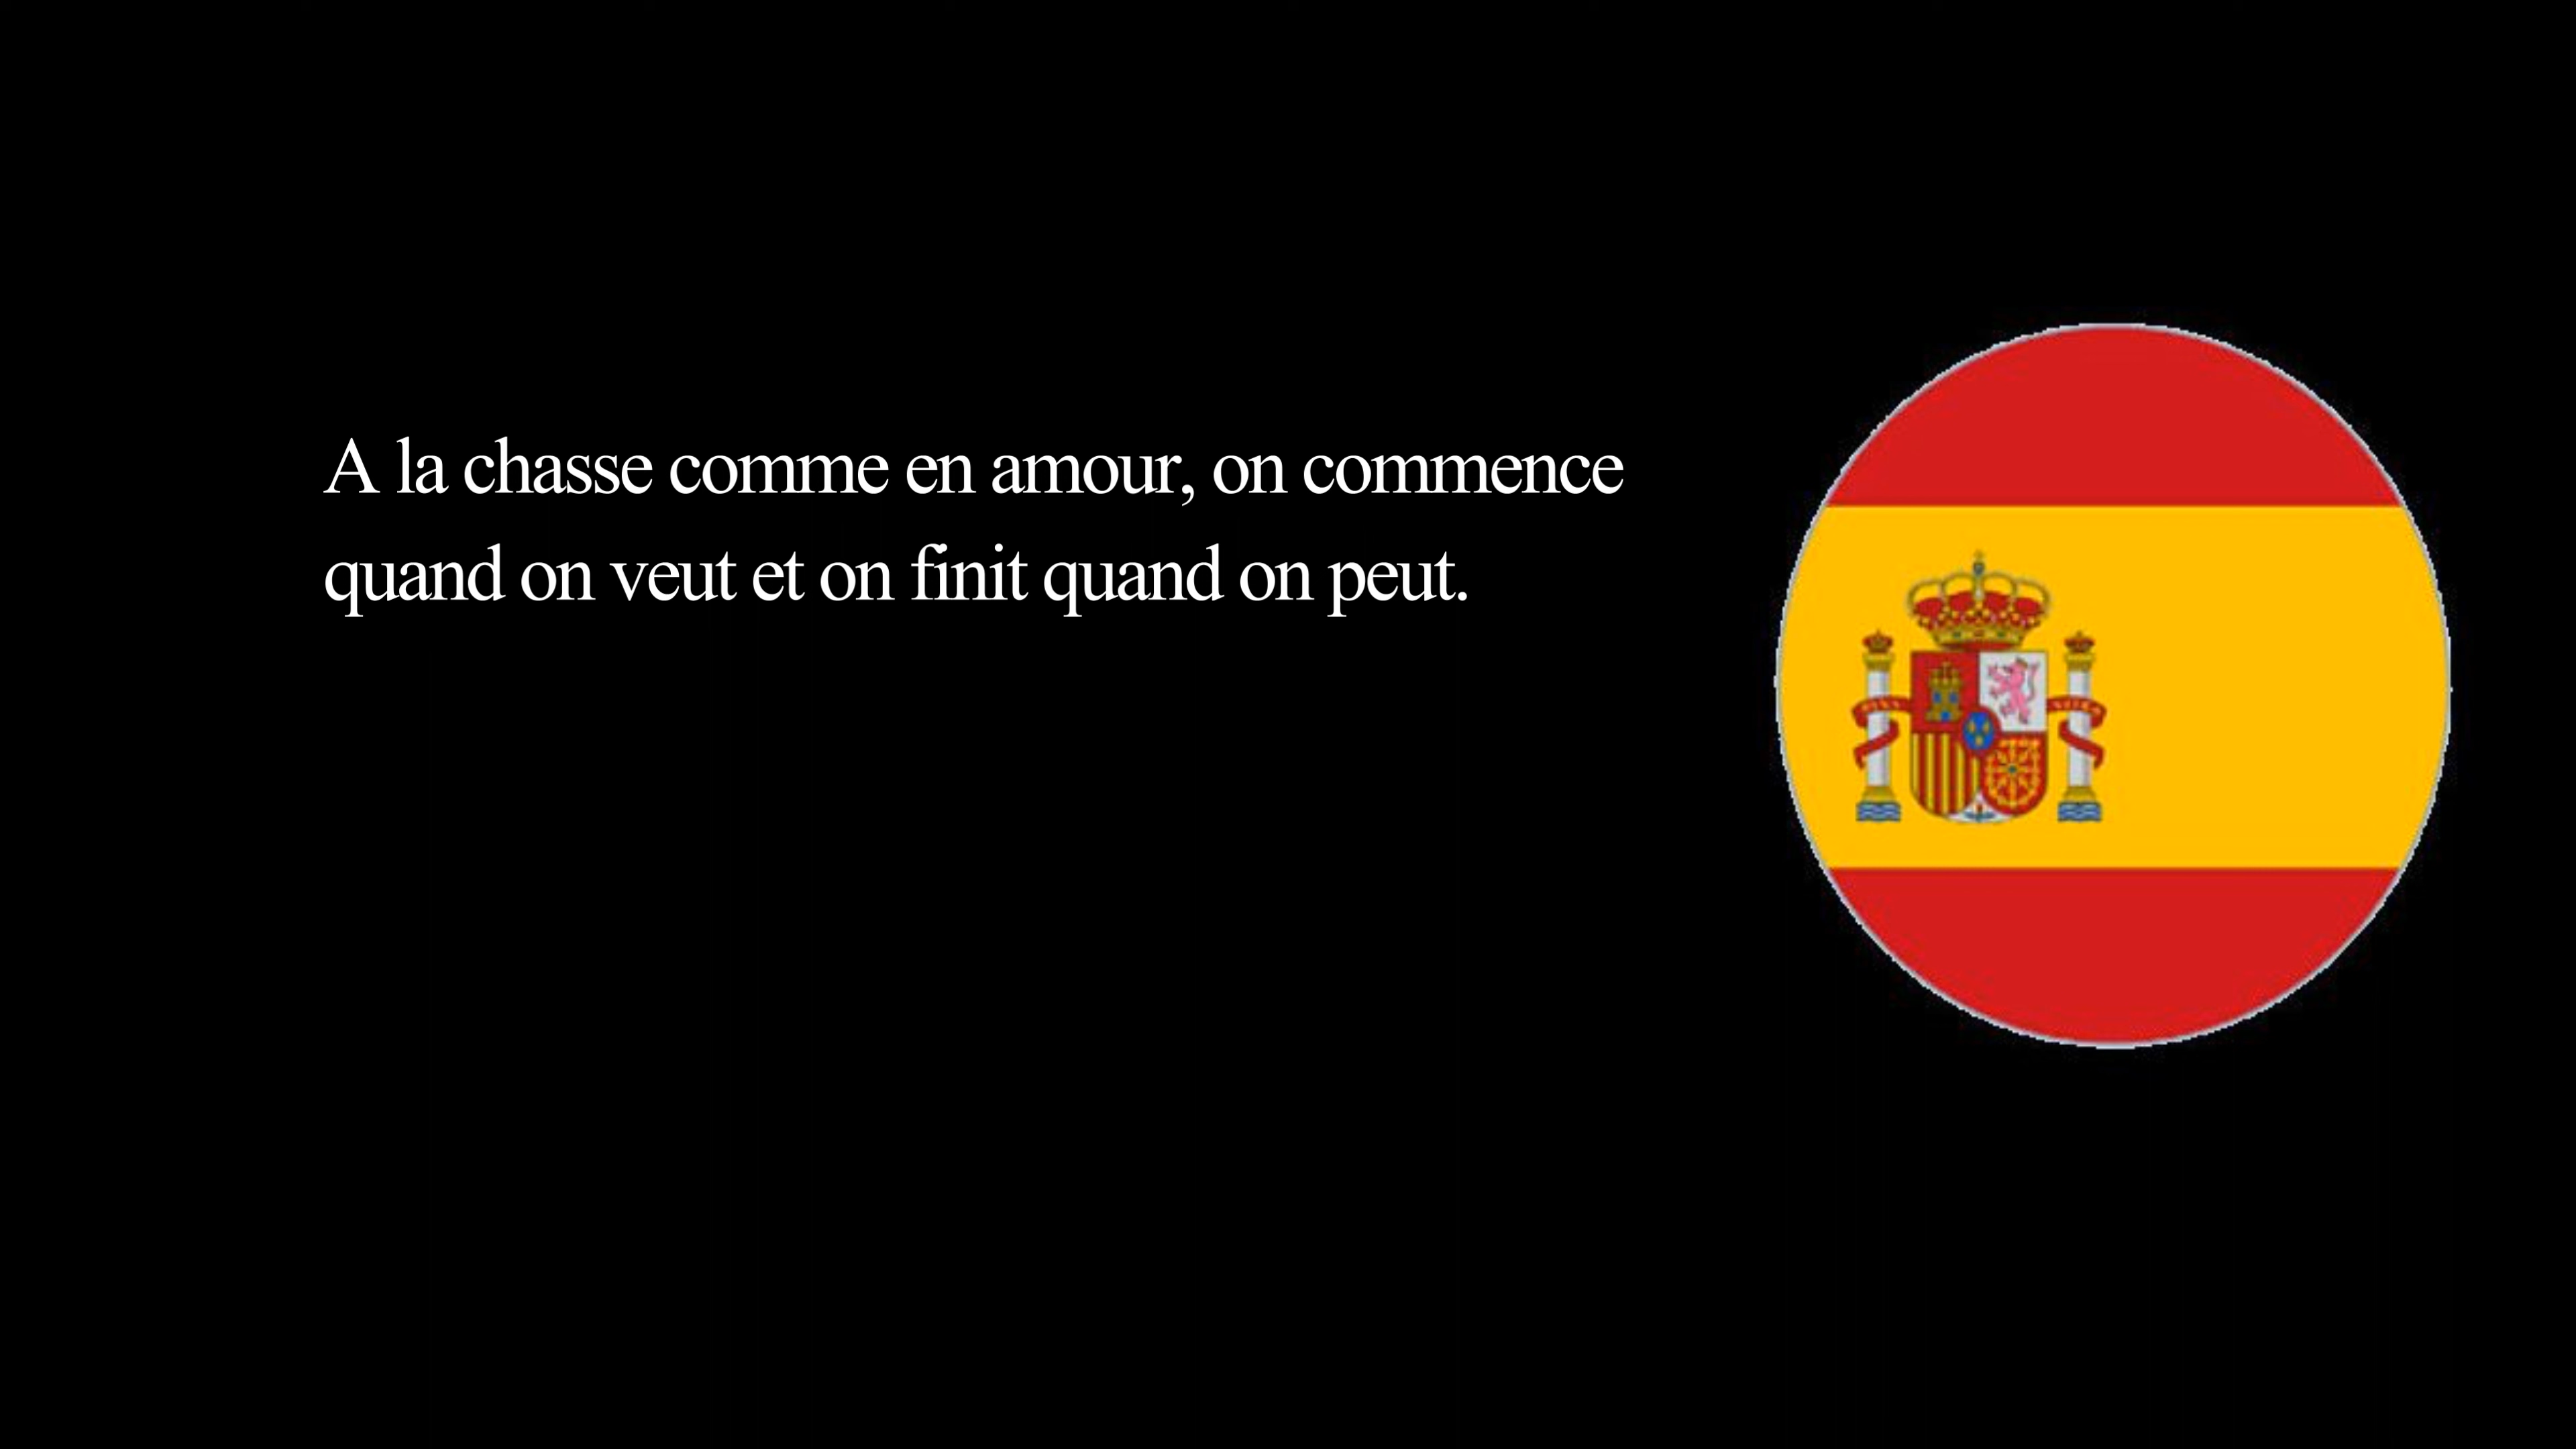 A la chasse comme en amour, on commence
quand on veut et on finit quand on peut.